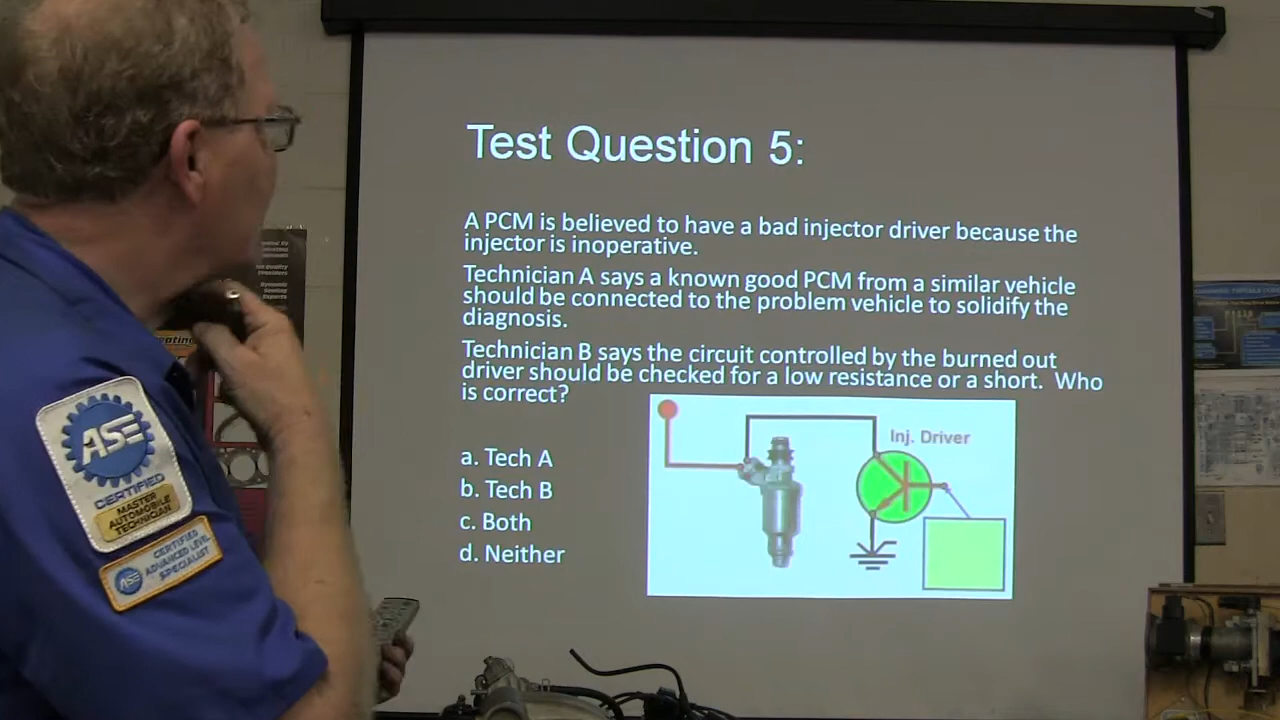 Test Question 5:
A PCM is believed to have a bad injector driver because the
injector is inoperative.
Technician A says a known good PCM from a similar vehicle
should be connected to the problem vehicle to solidify the
diagnosis.
Technician B says the circuit controlled by the burned out
driver should be checked for a low resistance or a short. Who
is correct?
a. Tech A
b. Tech B
c. Both
d. Neither
Inj. Driver
ASE
CERTIFIED
MASTER
AUTOMOBILE
TECHNICIAN
CERTIFIED
ADVANCED LEVEL
SPECIALIST
ASE